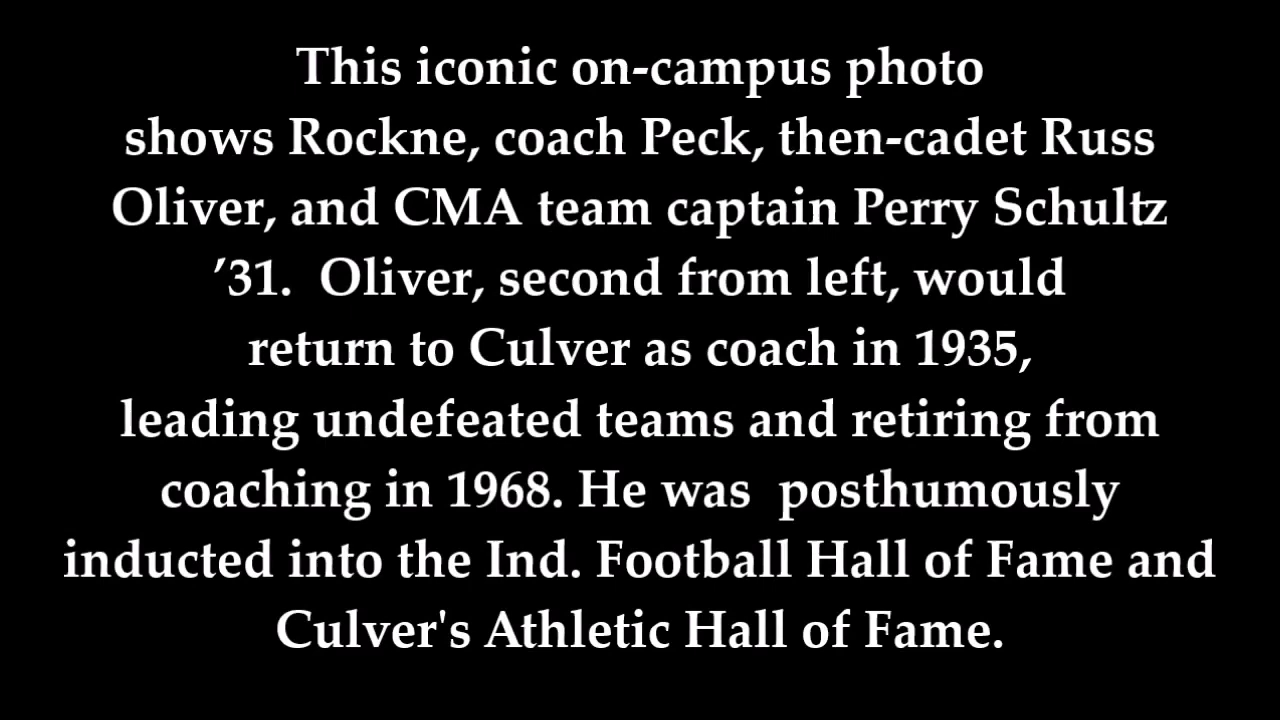 This iconic on-campus photo
shows Rockne, coach Peck, then-cadet Russ
Oliver, and CMA team captain Perry Schultz
’31.  Oliver, second from left, would
return to Culver as coach in 1935,
leading undefeated teams and retiring from
coaching in 1968. He was  posthumously
inducted into the Ind. Football Hall of Fame and
Culver's Athletic Hall of Fame.